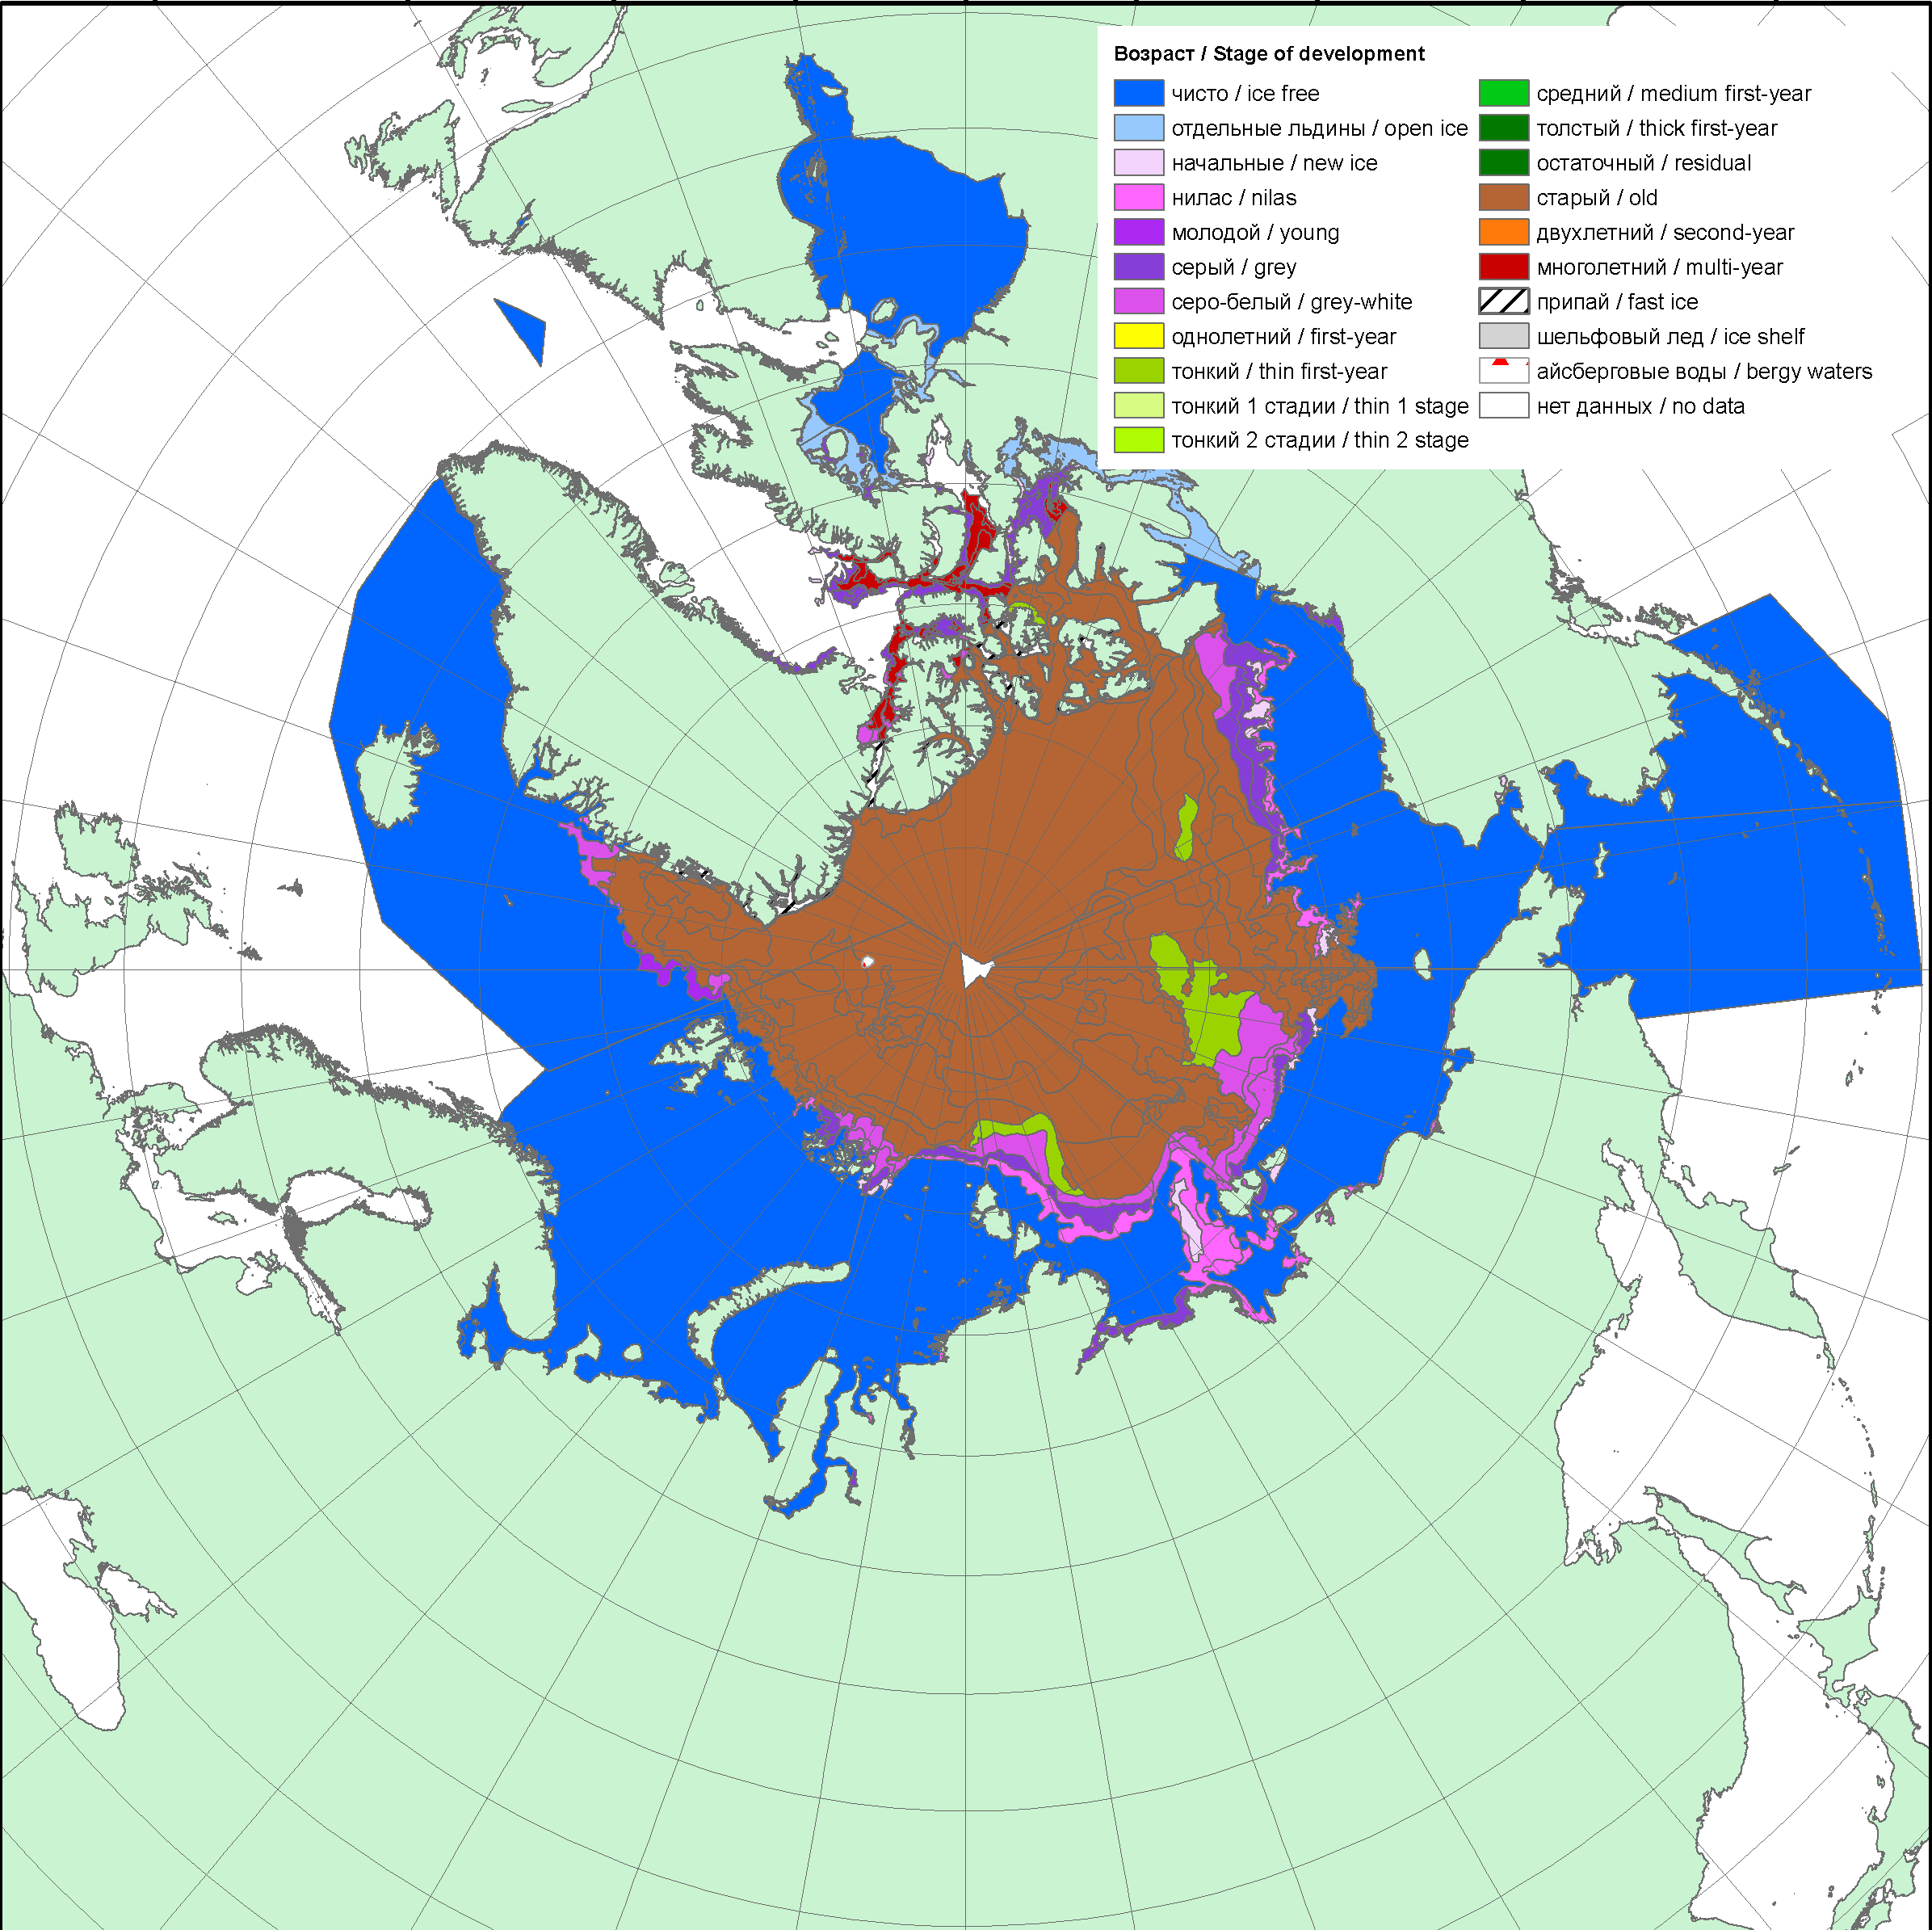 Возраст / Stage of development
чисто / ice free
отдельные льдины / open ice
начальные / new ice
нилас / nilas
молодой / young
серый / grey
серо-белый / grey-white
однолетний / first-year
тонкий / thin first-year
тонкий 1 стадии / thin 1 stage
тонкий 2 стадии / thin 2 stage
средний / medium first-year
толстый / thick first-year
остаточный / residual
старый / old
двухлетний / second-year
многолетний / multi-year
припай / fast ice
шельфовый лед / ice shelf
айсберговые воды / bergy waters
нет данных / no data